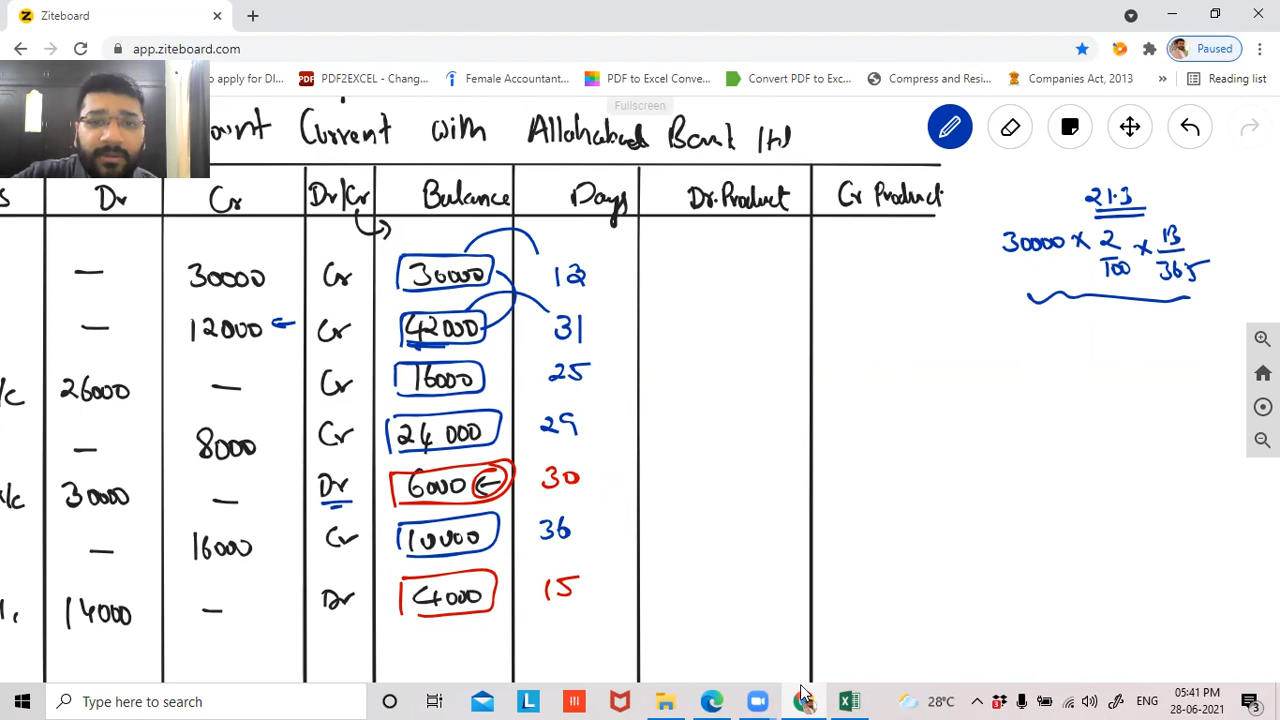 Ziteboard
app.ziteboard.com
Paused
o apply for DI...
PDF2EXCEL - Chang...
Female Accountant...
PDF to Excel Conve...
Convert PDF to Exc...
Compress and Resi...
Companies Act, 2013
»
Reading list
Fullscreen
Current with Allahabad Bank ltd
s Dr Cr Dr/Cr Balance Days Dr.Product Cr Product
21.3
30000 × 2/100 × 13/365
— 30000 Cr 30000
— 12000 Cr 42000 31
/c 26000 — Cr 16000 25
— 8000 Cr 24000 29
/c 30000 — Dr 6000 30
— 16000 Cr 10000 36
14000 — Dr 4000 15
Type here to search
28°C
ENG
05:41 PM
28-06-2021
3